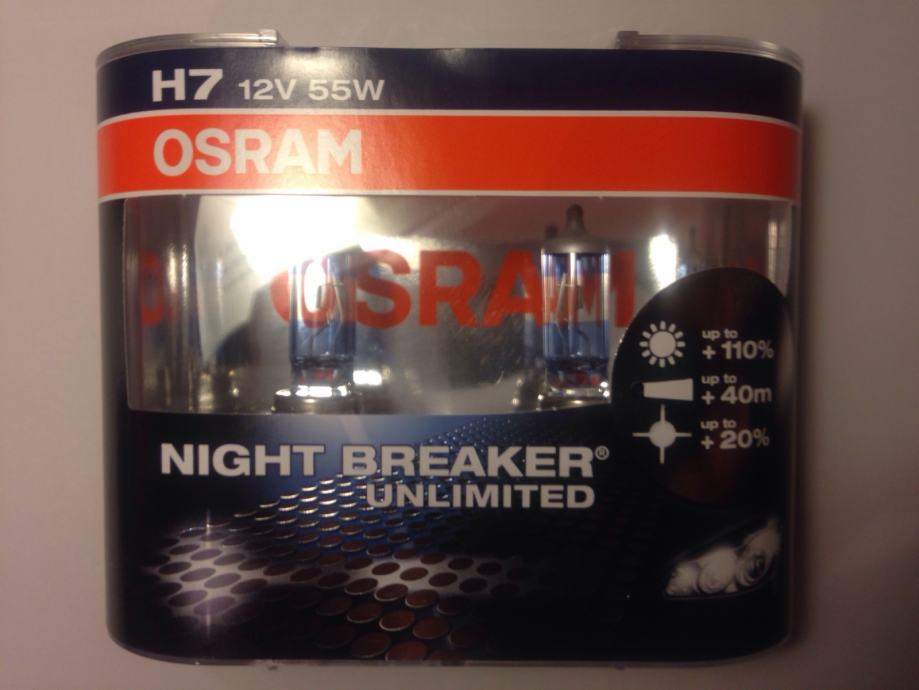 H7 12V 55W
OSRAM
OSRAM
up to
+ 110%
up to
+ 40m
up to
+ 20%
NIGHT BREAKER®
UNLIMITED